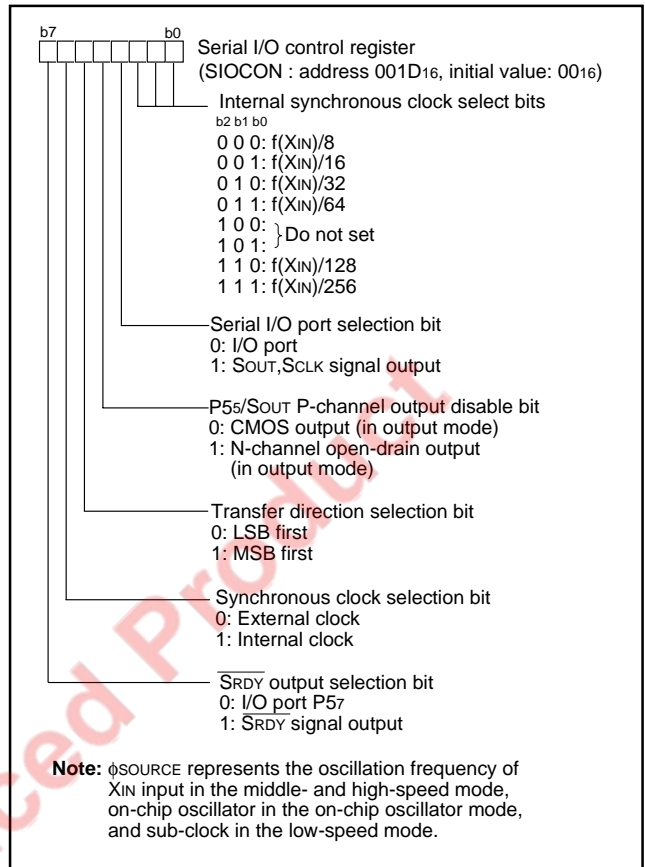 b7 b0
Serial I/O control register
(SIOCON : address 001D16, initial value: 0016)
Internal synchronous clock select bits
b2 b1 b0
0 0 0: f(XIN)/8
0 0 1: f(XIN)/16
0 1 0: f(XIN)/32
0 1 1: f(XIN)/64
1 0 0:
1 0 1:
}Do not set
1 1 0: f(XIN)/128
1 1 1: f(XIN)/256
Serial I/O port selection bit
0: I/O port
1: SOUT,SCLK signal output
P55/SOUT P-channel output disable bit
0: CMOS output (in output mode)
1: N-channel open-drain output
(in output mode)
Transfer direction selection bit
0: LSB first
1: MSB first
Synchronous clock selection bit
0: External clock
1: Internal clock
SRDY output selection bit
0: I/O port P57
1: SRDY signal output
Note: ϕSOURCE represents the oscillation frequency of
XIN input in the middle- and high-speed mode,
on-chip oscillator in the on-chip oscillator mode,
and sub-clock in the low-speed mode.
ced Product